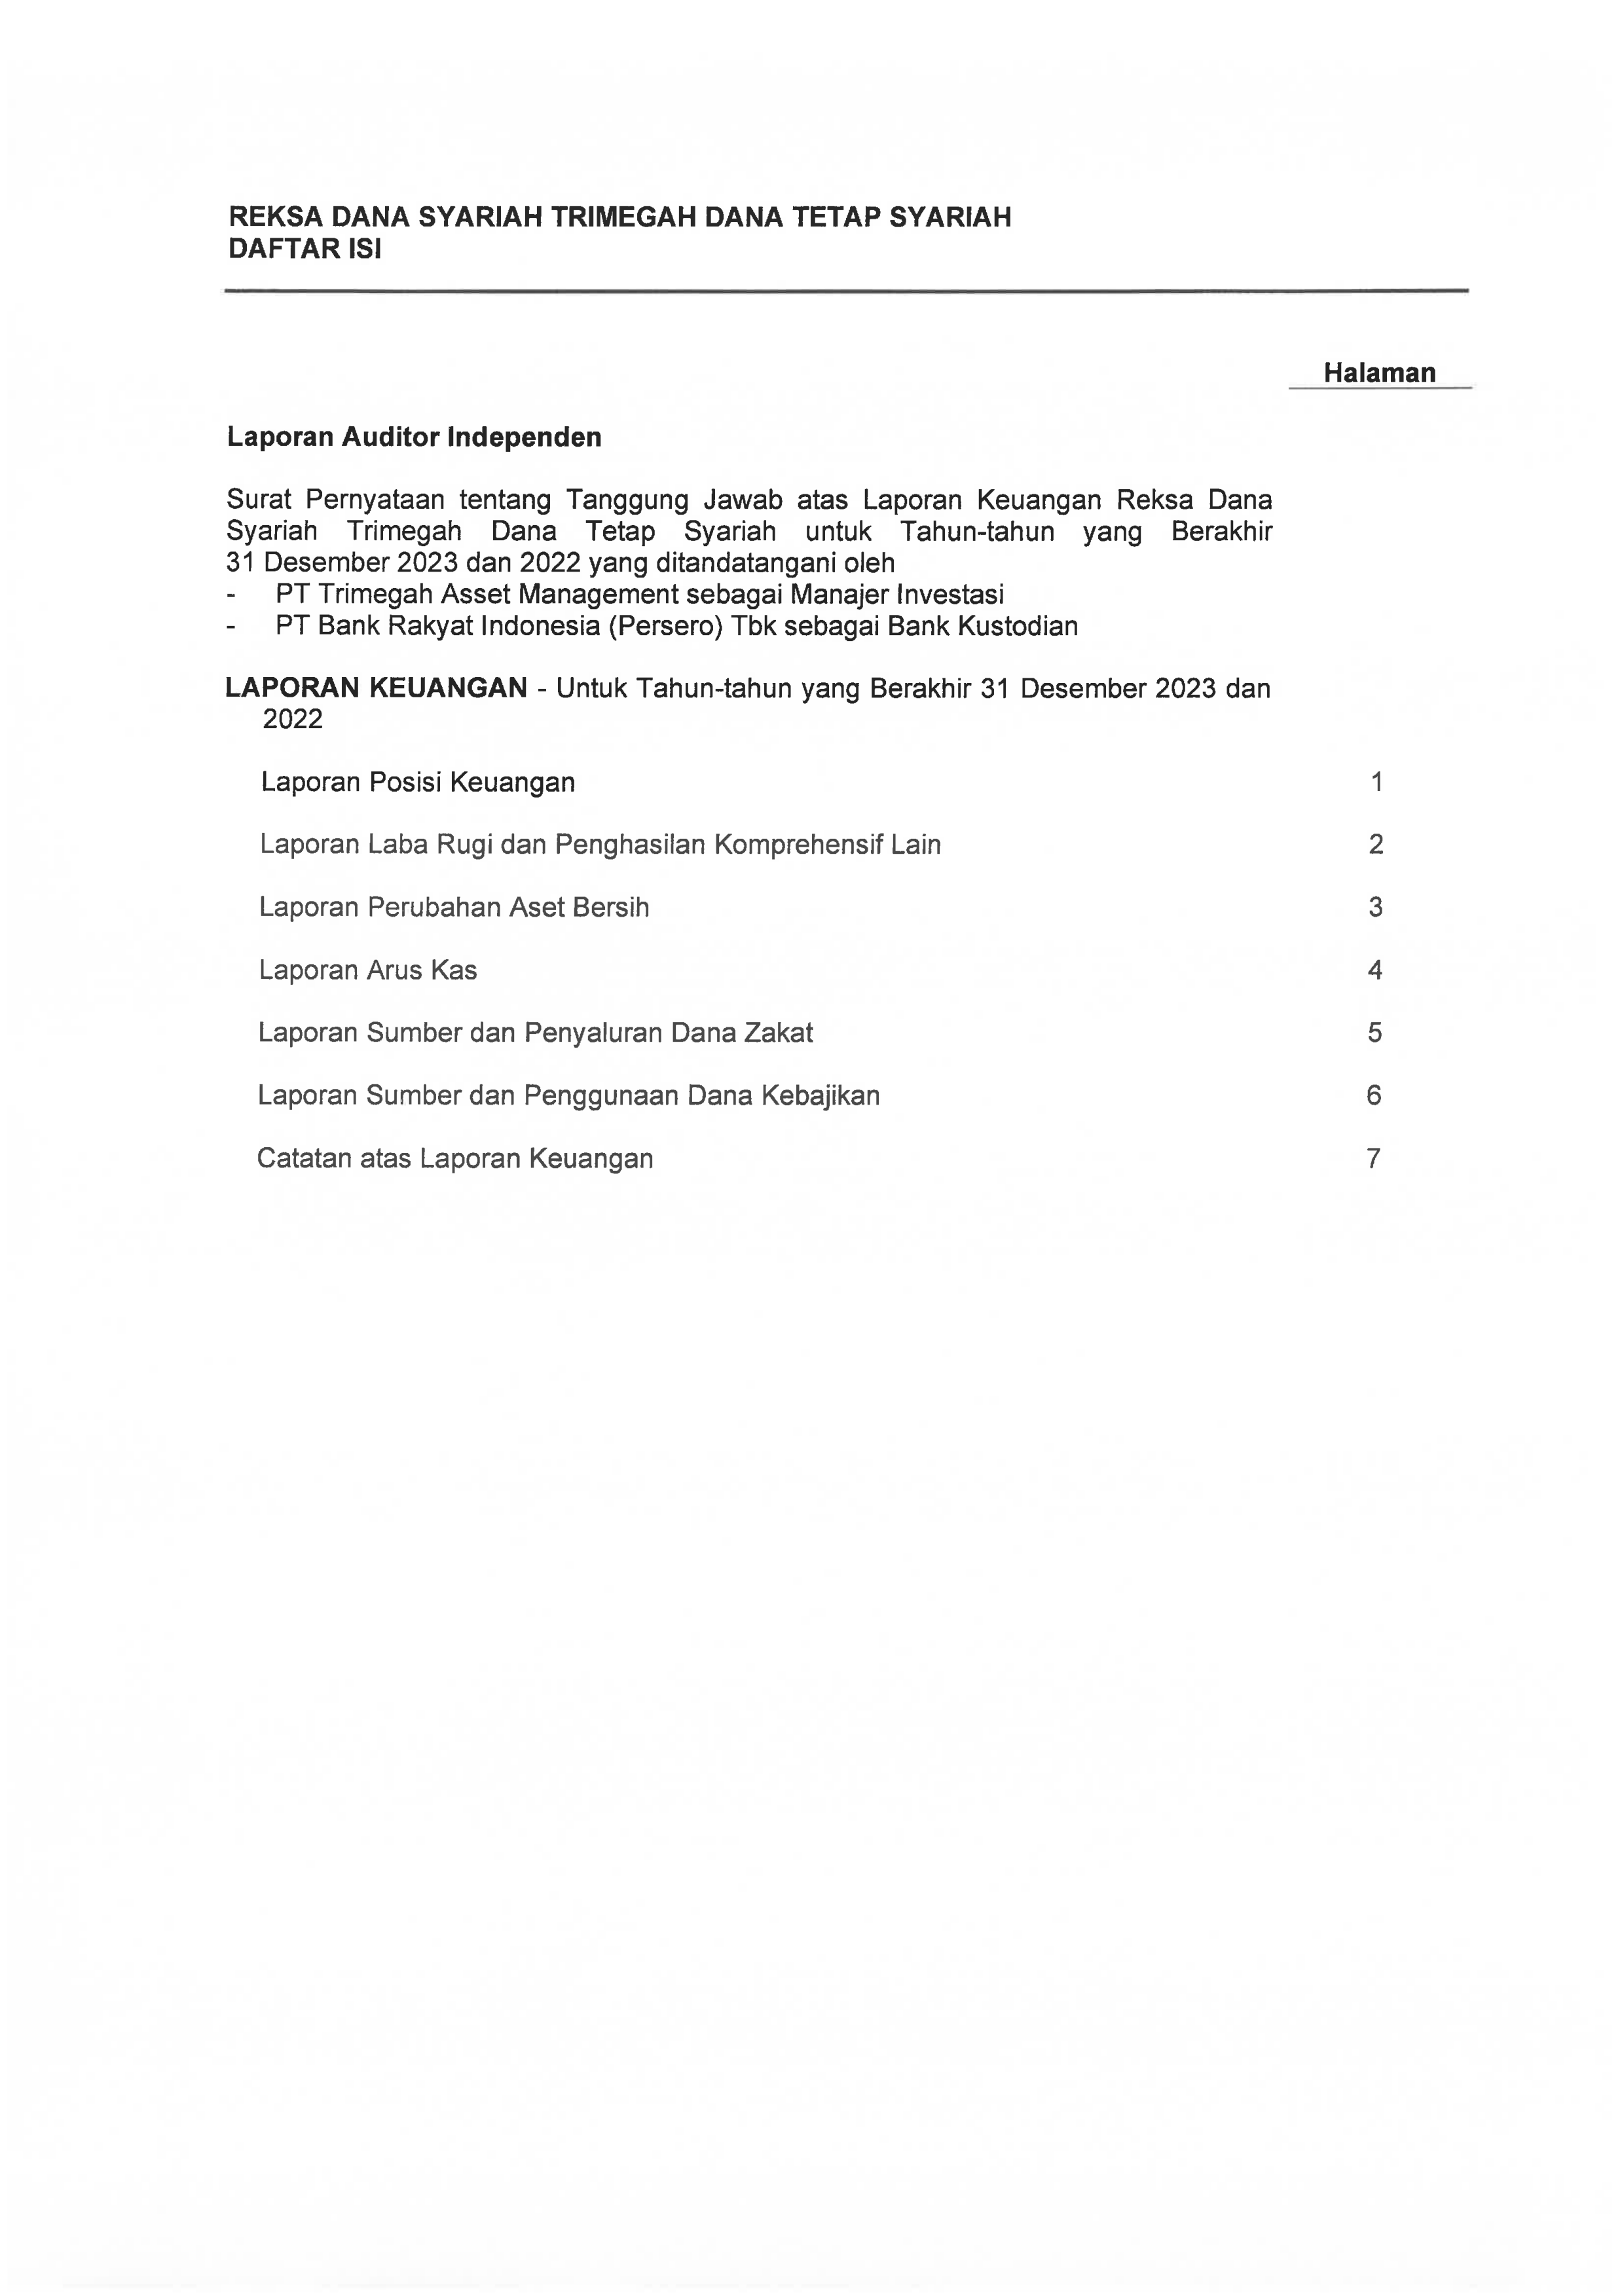 REKSA DANA SYARIAH TRIMEGAH DANA TETAP SYARIAH
DAFTAR ISI
Halaman
Laporan Auditor Independen
Surat Pernyataan tentang Tanggung Jawab atas Laporan Keuangan Reksa Dana
Syariah Trimegah Dana Tetap Syariah untuk Tahun-tahun yang Berakhir
31 Desember 2023 dan 2022 yang ditandatangani oleh
- PT Trimegah Asset Management sebagai Manajer Investasi
- PT Bank Rakyat Indonesia (Persero) Tbk sebagai Bank Kustodian
LAPORAN KEUANGAN - Untuk Tahun-tahun yang Berakhir 31 Desember 2023 dan
2022
Laporan Posisi Keuangan 1
Laporan Laba Rugi dan Penghasilan Komprehensif Lain 2
Laporan Perubahan Aset Bersih 3
Laporan Arus Kas 4
Laporan Sumber dan Penyaluran Dana Zakat 5
Laporan Sumber dan Penggunaan Dana Kebajikan 6
Catatan atas Laporan Keuangan 7